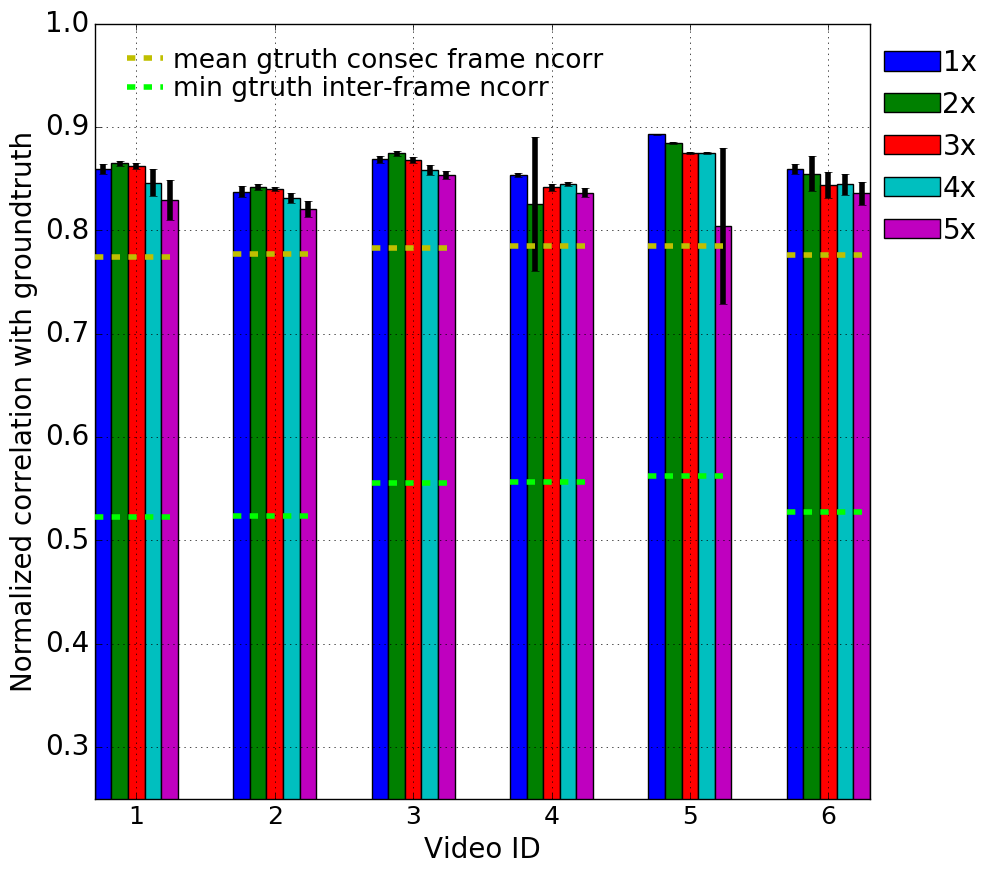 1.0
0.9
0.8
0.7
0.6
0.5
0.4
0.3
Normalized correlation with groundtruth
mean gtruth consec frame ncorr
min gtruth inter-frame ncorr
1x
2x
3x
4x
5x
1 2 3 4 5 6
Video ID